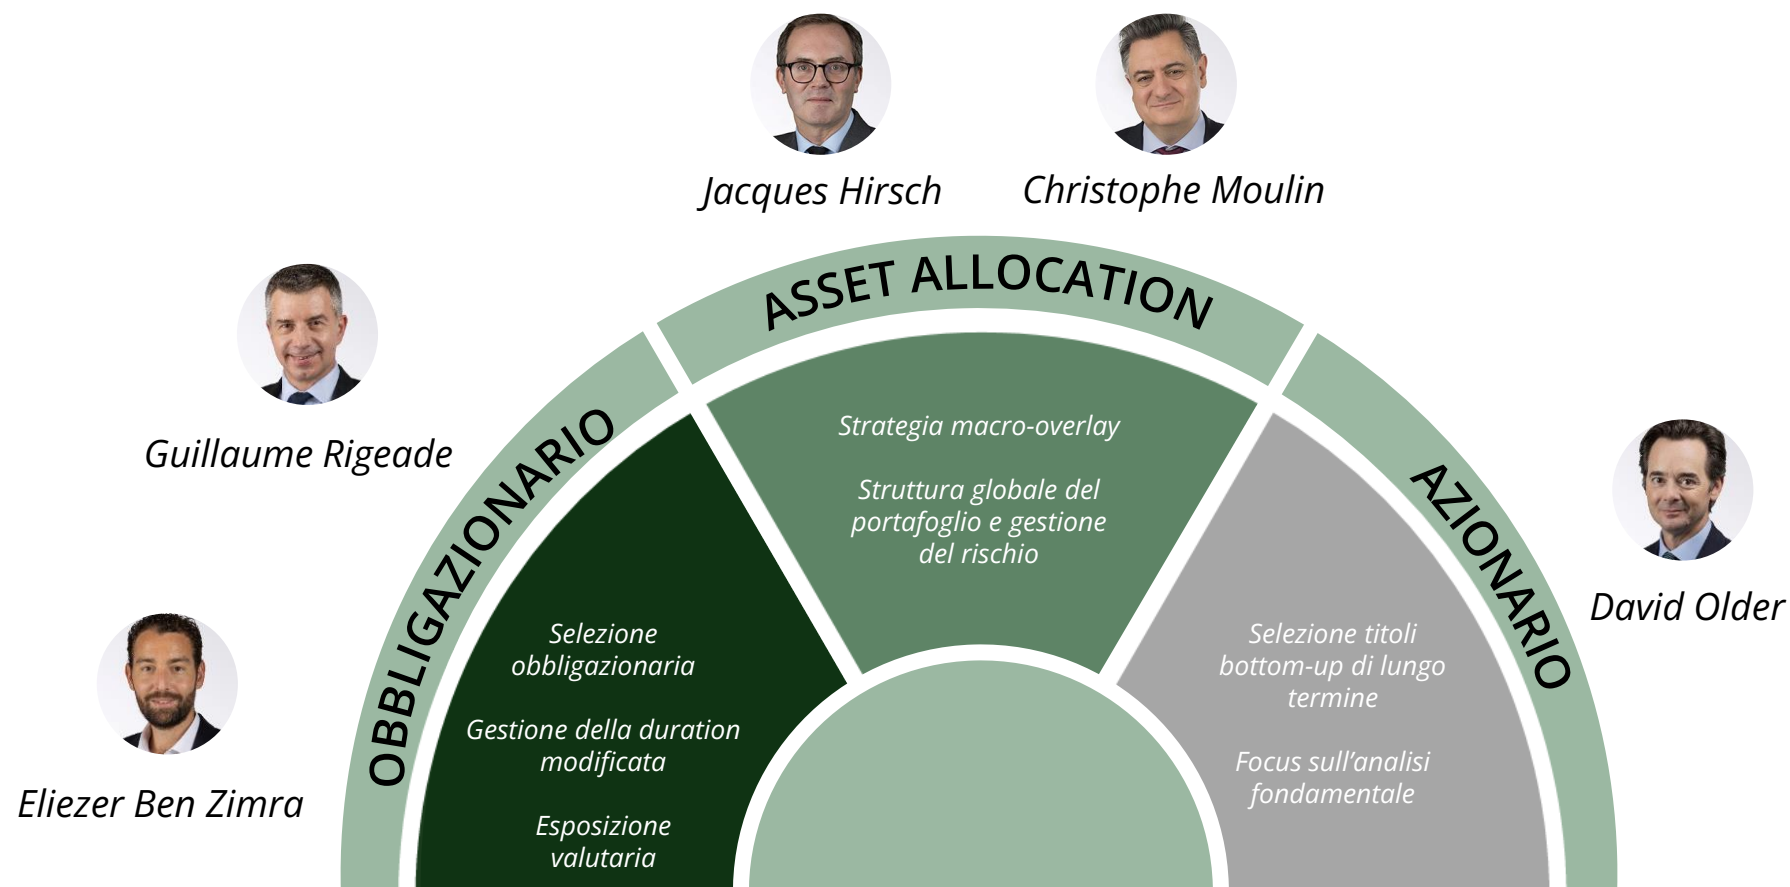 Jacques Hirsch
Christophe Moulin
Guillaume Rigeade
Eliezer Ben Zimra
David Older
OBBLIGAZIONARIO
Selezione
obbligazionaria
Gestione della duration
modificata
Esposizione
valutaria
ASSET ALLOCATION
Strategia macro-overlay
Struttura globale del
portafoglio e gestione
del rischio
AZIONARIO
Selezione titoli
bottom-up di lungo
termine
Focus sull’analisi
fondamentale